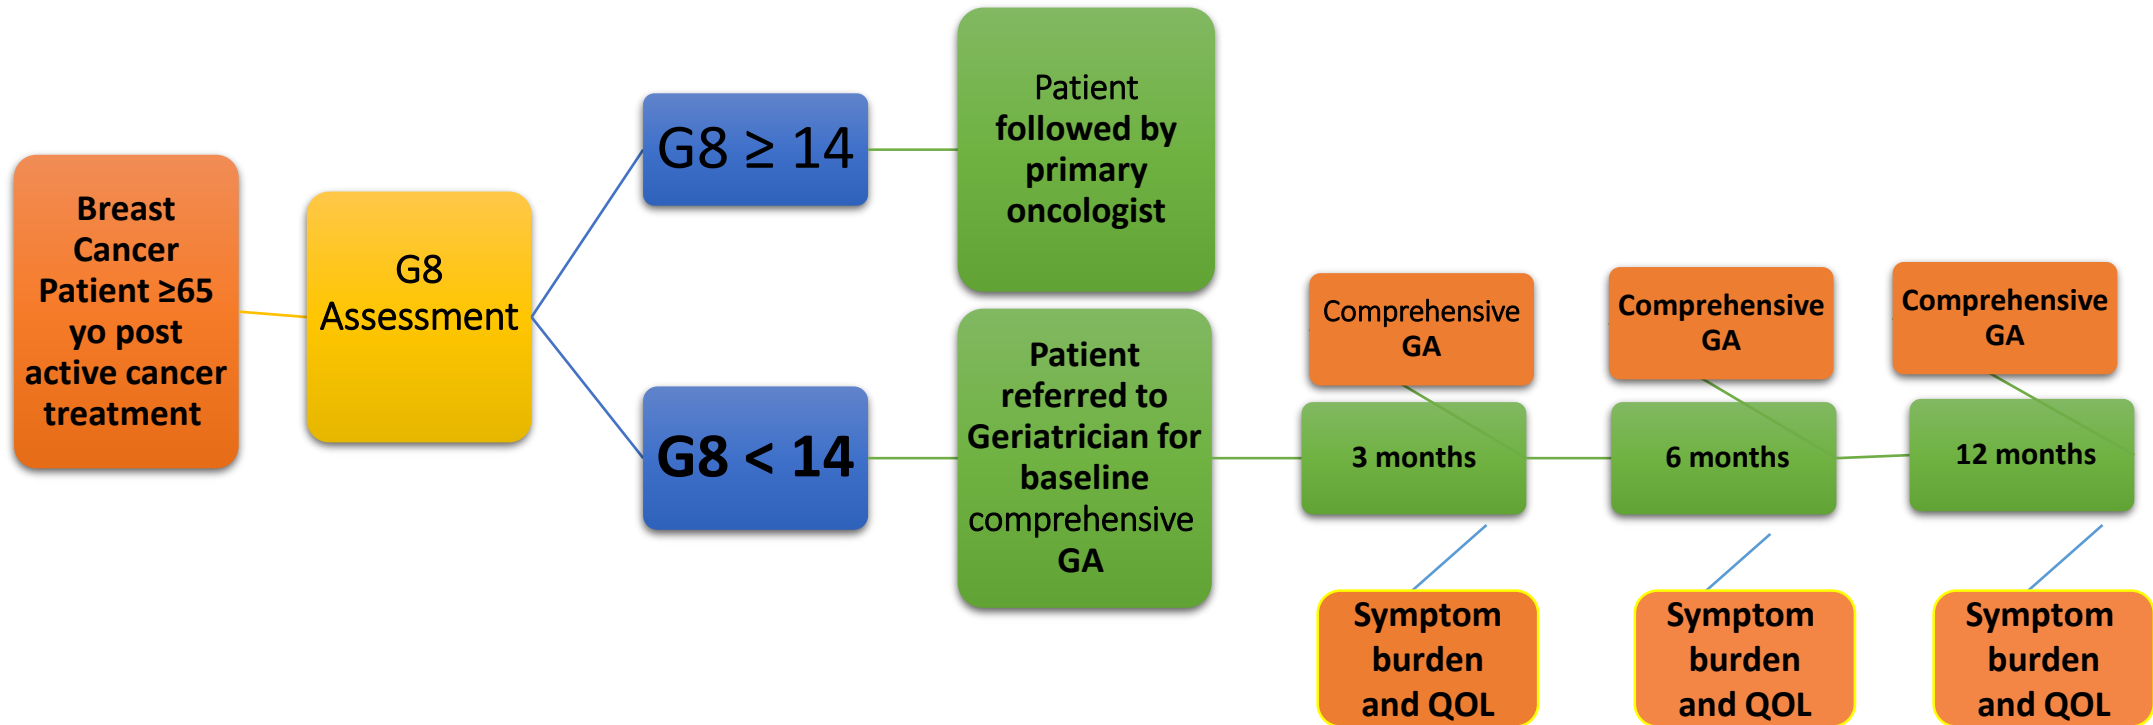 Breast
Cancer
Patient ≥65
yo post
active cancer
treatment
G8
Assessment
G8 ≥ 14
G8 < 14
Patient
followed by
primary
oncologist
Patient
referred to
Geriatrician for
baseline
comprehensive
GA
Comprehensive
GA
3 months
Symptom
burden
and QOL
Comprehensive
GA
6 months
Symptom
burden
and QOL
Comprehensive
GA
12 months
Symptom
burden
and QOL